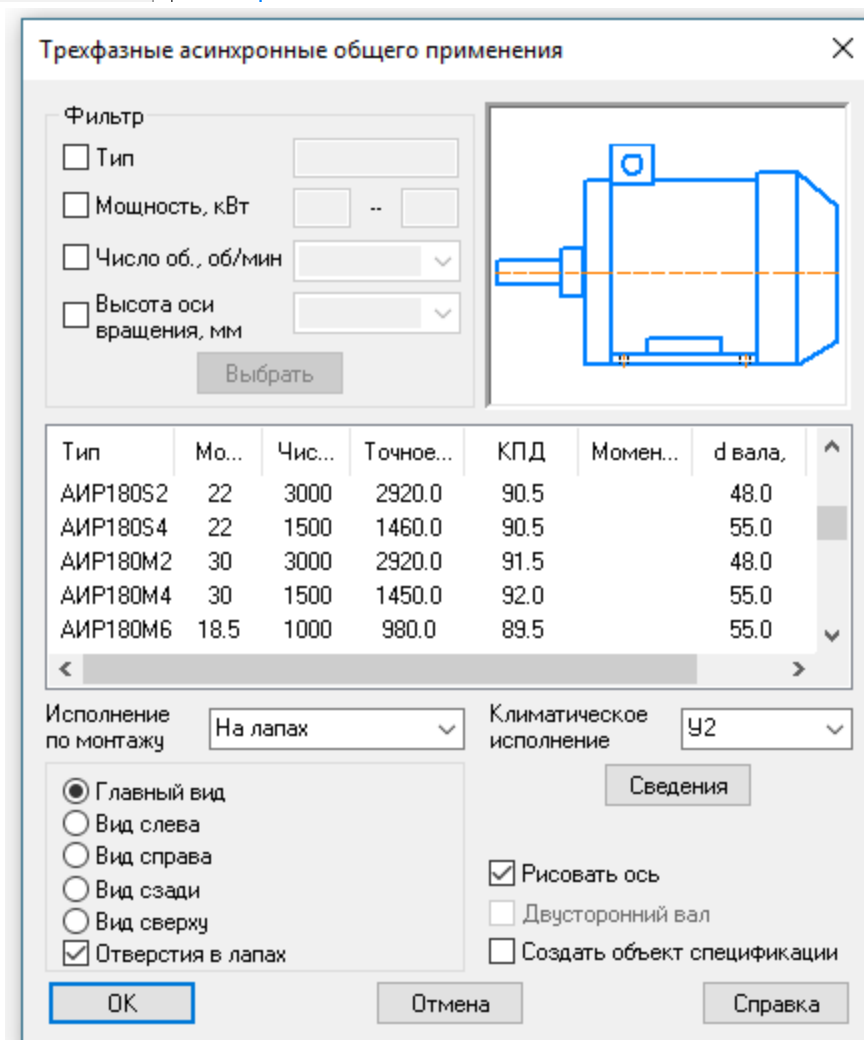 Трехфазные асинхронные общего применения
Фильтр
Тип
Мощность, кВт
--
Число об., об/мин
Высота оси
вращения, мм
Выбрать
Тип Мо... Чис... Точное... КПД Момен... d вала,
АИР180S2 22 3000 2920.0 90.5 48.0
АИР180S4 22 1500 1460.0 90.5 55.0
АИР180М2 30 3000 2920.0 91.5 48.0
АИР180М4 30 1500 1450.0 92.0 55.0
АИР180М6 18.5 1000 980.0 89.5 55.0
Исполнение
по монтажу
На лапах
Климатическое
исполнение
У2
Главный вид
Вид слева
Вид справа
Вид сзади
Вид сверху
Отверстия в лапах
Сведения
Рисовать ось
Двусторонний вал
Создать объект спецификации
OK
Отмена
Справка